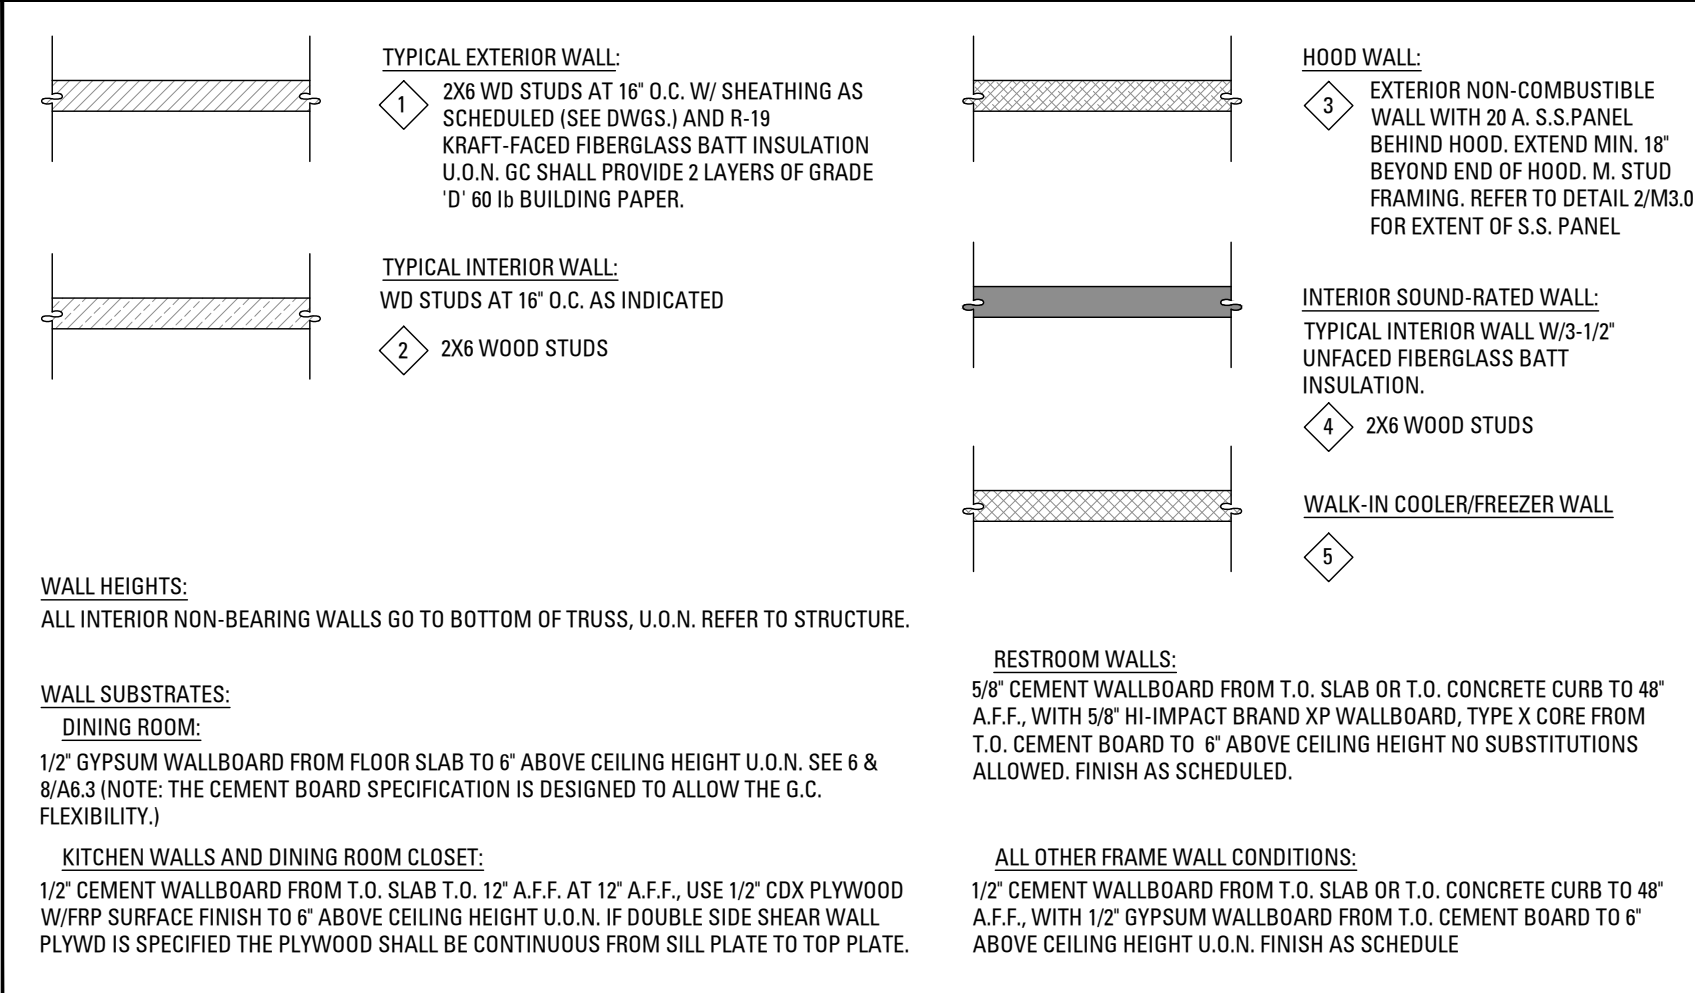 TYPICAL EXTERIOR WALL:
1
2X6 WD STUDS AT 16" O.C. W/ SHEATHING AS
SCHEDULED (SEE DWGS.) AND R-19
KRAFT-FACED FIBERGLASS BATT INSULATION
U.O.N. GC SHALL PROVIDE 2 LAYERS OF GRADE
'D' 60 lb BUILDING PAPER.
TYPICAL INTERIOR WALL:
WD STUDS AT 16" O.C. AS INDICATED
2
2X6 WOOD STUDS
WALL HEIGHTS:
ALL INTERIOR NON-BEARING WALLS GO TO BOTTOM OF TRUSS, U.O.N. REFER TO STRUCTURE.
WALL SUBSTRATES:
DINING ROOM:
1/2" GYPSUM WALLBOARD FROM FLOOR SLAB TO 6" ABOVE CEILING HEIGHT U.O.N. SEE 6 &
8/A6.3 (NOTE: THE CEMENT BOARD SPECIFICATION IS DESIGNED TO ALLOW THE G.C.
FLEXIBILITY.)
KITCHEN WALLS AND DINING ROOM CLOSET:
1/2" CEMENT WALLBOARD FROM T.O. SLAB T.O. 12" A.F.F. AT 12" A.F.F., USE 1/2" CDX PLYWOOD
W/FRP SURFACE FINISH TO 6" ABOVE CEILING HEIGHT U.O.N. IF DOUBLE SIDE SHEAR WALL
PLYWD IS SPECIFIED THE PLYWOOD SHALL BE CONTINUOUS FROM SILL PLATE TO TOP PLATE.
HOOD WALL:
3
EXTERIOR NON-COMBUSTIBLE
WALL WITH 20 A. S.S.PANEL
BEHIND HOOD. EXTEND MIN. 18"
BEYOND END OF HOOD. M. STUD
FRAMING. REFER TO DETAIL 2/M3.0
FOR EXTENT OF S.S. PANEL
INTERIOR SOUND-RATED WALL:
TYPICAL INTERIOR WALL W/3-1/2"
UNFACED FIBERGLASS BATT
INSULATION.
4
2X6 WOOD STUDS
WALK-IN COOLER/FREEZER WALL
5
RESTROOM WALLS:
5/8" CEMENT WALLBOARD FROM T.O. SLAB OR T.O. CONCRETE CURB TO 48"
A.F.F., WITH 5/8" HI-IMPACT BRAND XP WALLBOARD, TYPE X CORE FROM
T.O. CEMENT BOARD TO 6" ABOVE CEILING HEIGHT NO SUBSTITUTIONS
ALLOWED. FINISH AS SCHEDULED.
ALL OTHER FRAME WALL CONDITIONS:
1/2" CEMENT WALLBOARD FROM T.O. SLAB OR T.O. CONCRETE CURB TO 48"
A.F.F., WITH 1/2" GYPSUM WALLBOARD FROM T.O. CEMENT BOARD TO 6"
ABOVE CEILING HEIGHT U.O.N. FINISH AS SCHEDULE